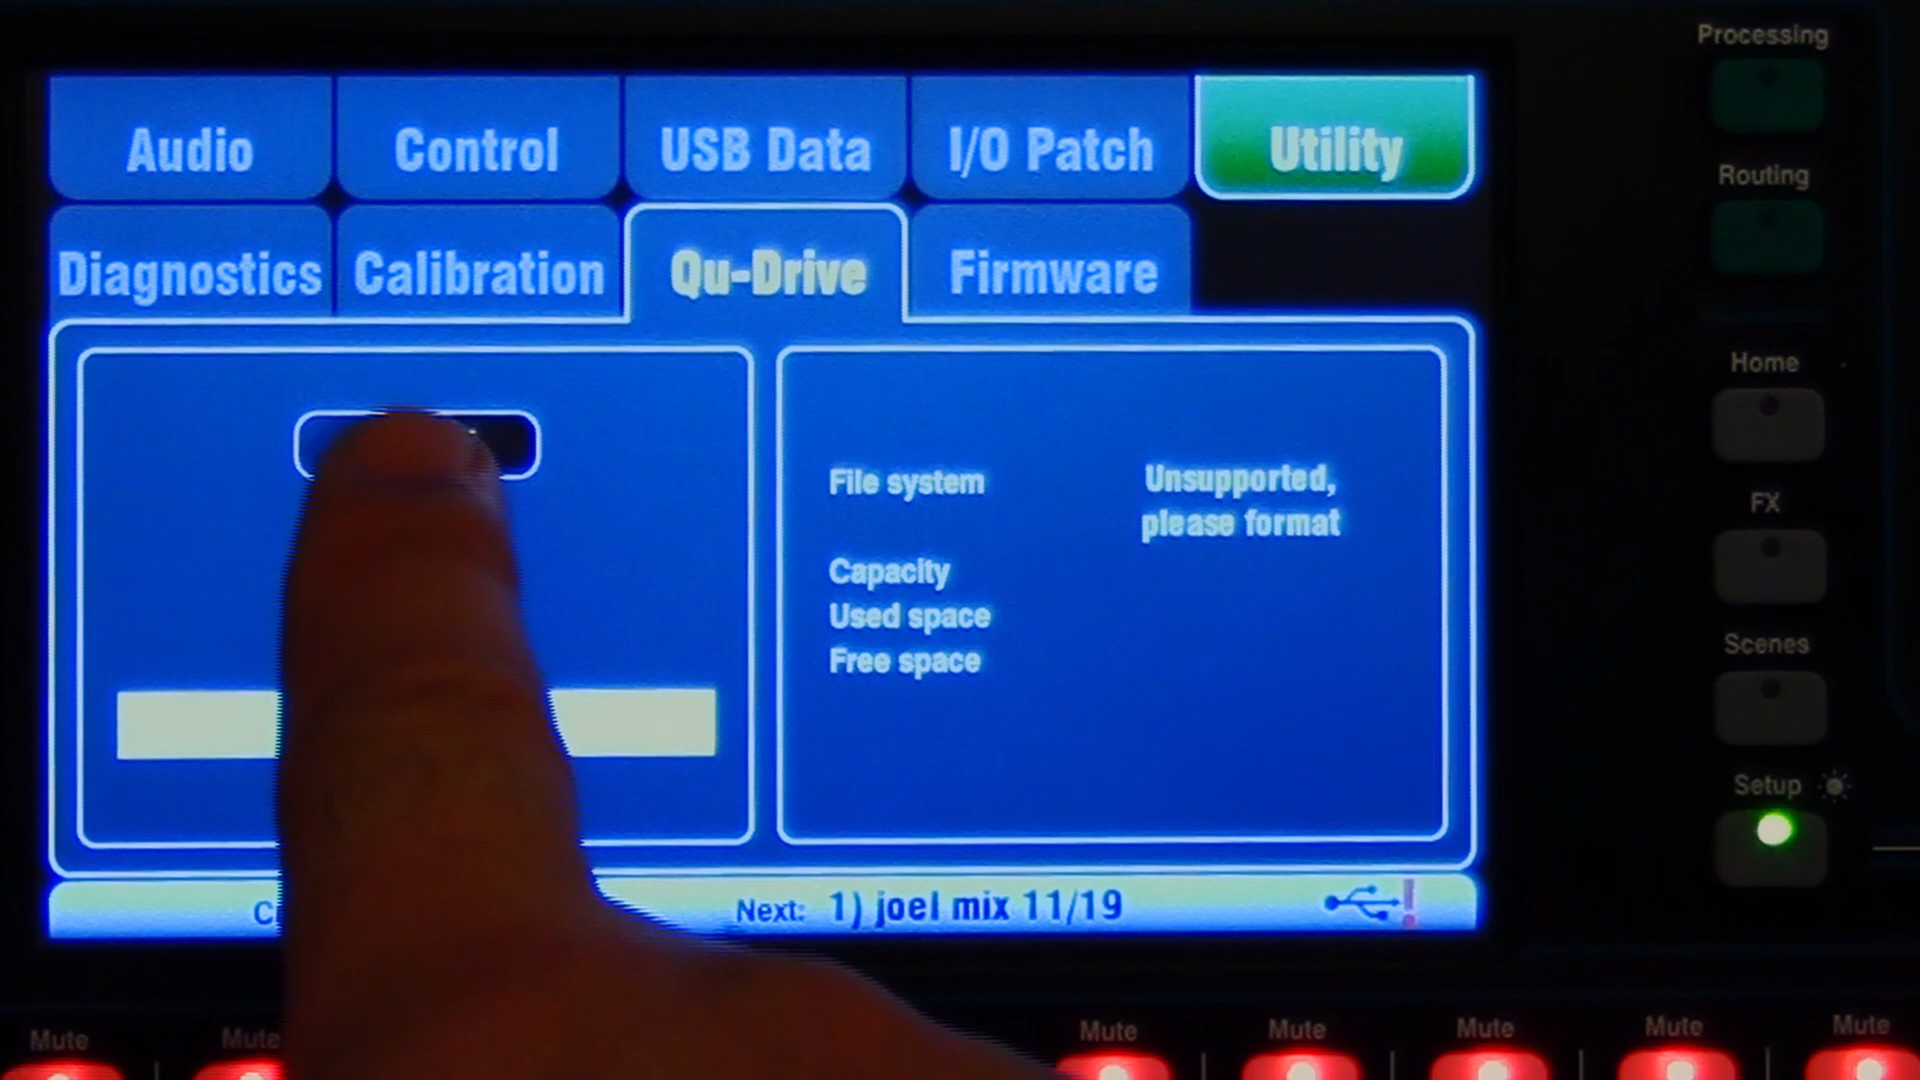 Processing
Routing
Audio Control USB Data I/O Patch Utility
Diagnostics Calibration Qu-Drive Firmware
File system Unsupported,
please format
Capacity
Used space
Free space
Next: 1) joel mix 11/19
Home
FX
Scenes
Setup
Mute Mute Mute Mute Mute Mute Mute